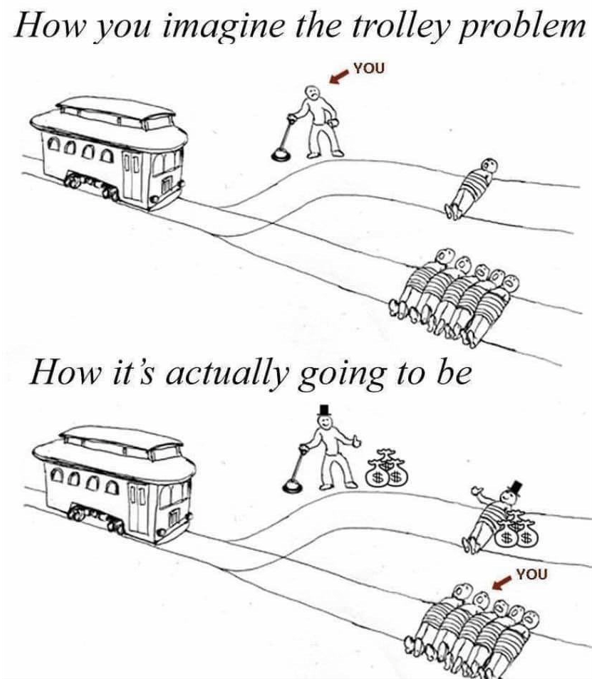 How you imagine the trolley problem
YOU
How it's actually going to be
$ $
$ $
YOU